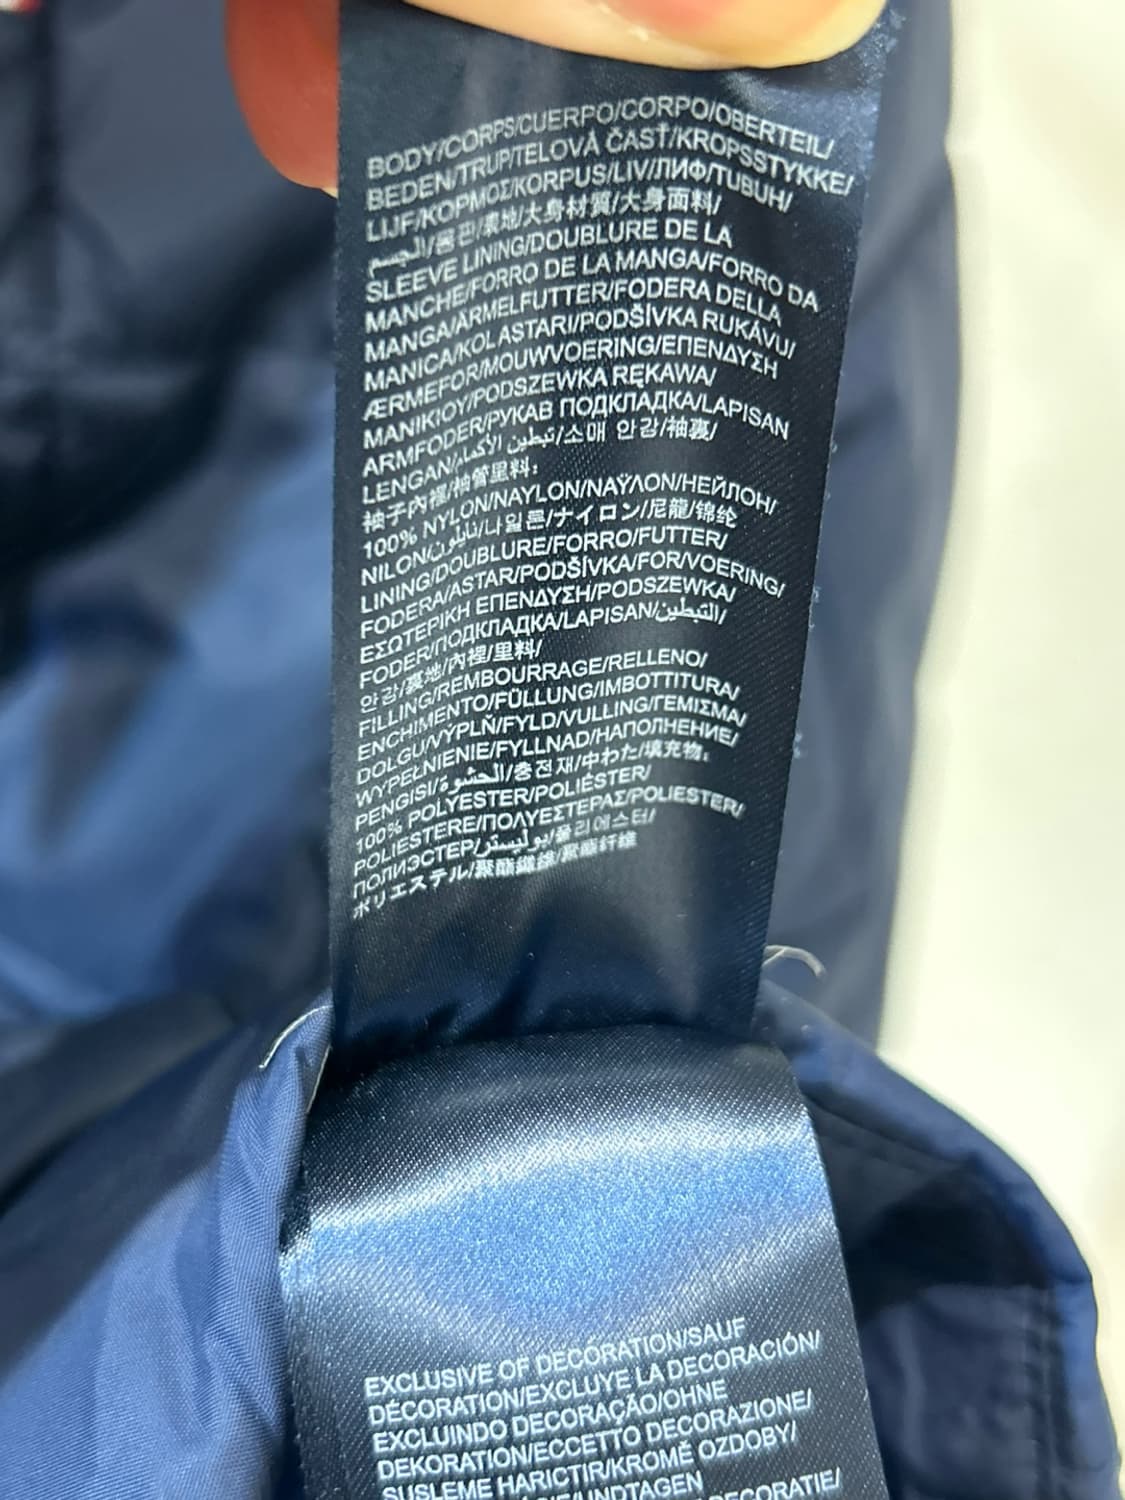 BODY/CORPS/CUERPO/CORPO/OBERTEIL/
BEDEN/TRUP/TELOVÁ ČASŤ/KROPSSTYKKE/
LIJF/ΚΟΡΜΟΣ/KORPUS/LIV/ЛИФ/TUBUH/
الجسم/몸판/表地/大身材質/大身面料/
SLEEVE LINING/DOUBLURE DE LA
MANCHE/FORRO DE LA MANGA/FORRO DA
MANGA/ÄRMELFUTTER/FODERA DELLA
MANICA/KOL ASTARI/PODŠÍVKA RUKÁVU/
ÆRMEFOR/MOUWVOERING/ΕΠΕΝΔΥΣΗ
ΜΑΝΙΚΙΟΥ/PODSZEWKA RĘKAWA/
ARMFODER/РУКАВ ПОДКЛАДКА/LAPISAN
LENGAN/تبطين الأكمام/소매 안감/袖裏/
袖子內裡/袖管里料:
100% NYLON/NAYLON/ΝΑΫΛΟΝ/НЕЙЛОН/
NILON/نايلون/나일론/ナイロン/尼龍/锦纶
LINING/DOUBLURE/FORRO/FUTTER/
FODERA/ASTAR/PODŠÍVKA/FOR/VOERING/
ΕΣΩΤΕΡΙΚΗ ΕΠΕΝΔΥΣΗ/PODSZEWKA/
FODER/ПОДКЛАДКА/LAPISAN/التبطين/
안감/裏地/內裡/里料/
FILLING/REMBOURRAGE/RELLENO/
ENCHIMENTO/FÜLLUNG/IMBOTTITURA/
DOLGU/VÝPLŇ/FYLD/VULLING/ΓΕΜΙΣΜΑ/
WYPEŁNIENIE/FYLLNAD/НАПОЛНЕНИЕ/
PENGISI/الحشوة/충전재/中わた/填充物:
100% POLYESTER/POLIÉSTER/
POLIESTERE/ΠΟΛΥΕΣΤΕΡΑΣ/POLIESTER/
ПОЛИЭСТЕР/بوليستر/폴리에스터/
ポリエステル/聚酯纖維/聚酯纤维
EXCLUSIVE OF DECORATION/SAUF
DÉCORATION/EXCLUYE LA DECORACIÓN/
EXCLUINDO DECORAÇÃO/OHNE
DEKORATION/ECCETTO DECORAZIONE/
SUSLEME HARICTIR/KROMĚ OZDOBY/
/UNDTAGEN